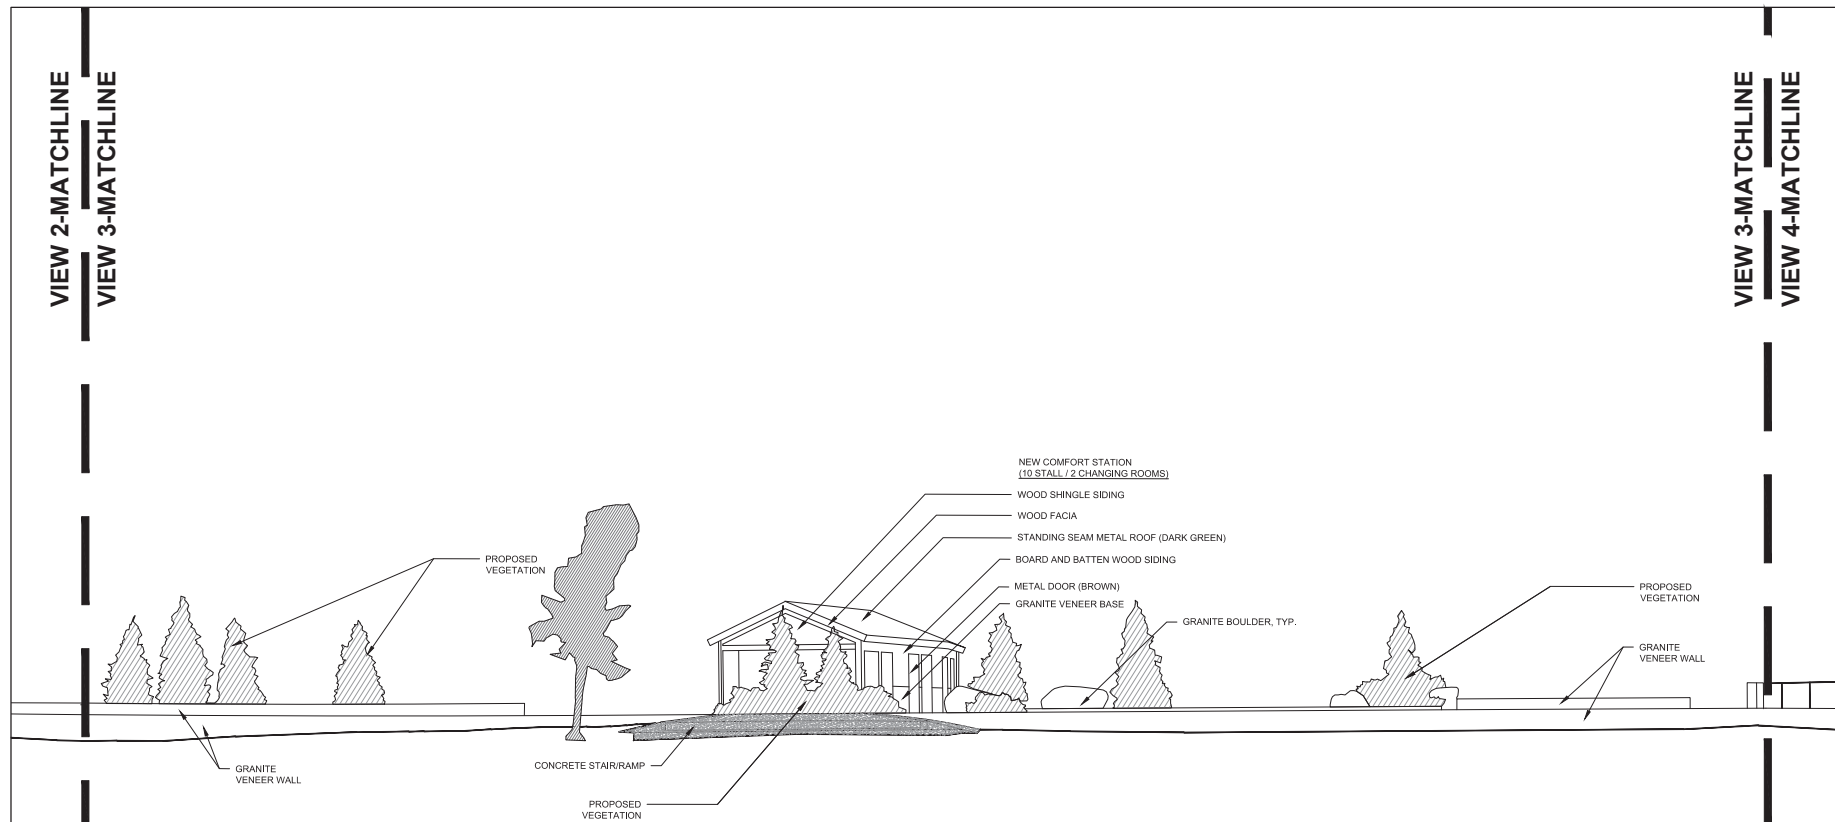 VIEW 2-MATCHLINE
VIEW 3-MATCHLINE
VIEW 3-MATCHLINE
VIEW 4-MATCHLINE
NEW COMFORT STATION
(10 STALL / 2 CHANGING ROOMS)
WOOD SHINGLE SIDING
WOOD FACIA
STANDING SEAM METAL ROOF (DARK GREEN)
BOARD AND BATTEN WOOD SIDING
METAL DOOR (BROWN)
GRANITE VENEER BASE
GRANITE BOULDER, TYP.
PROPOSED
VEGETATION
PROPOSED
VEGETATION
GRANITE
VENEER WALL
GRANITE
VENEER WALL
CONCRETE STAIR/RAMP
PROPOSED
VEGETATION